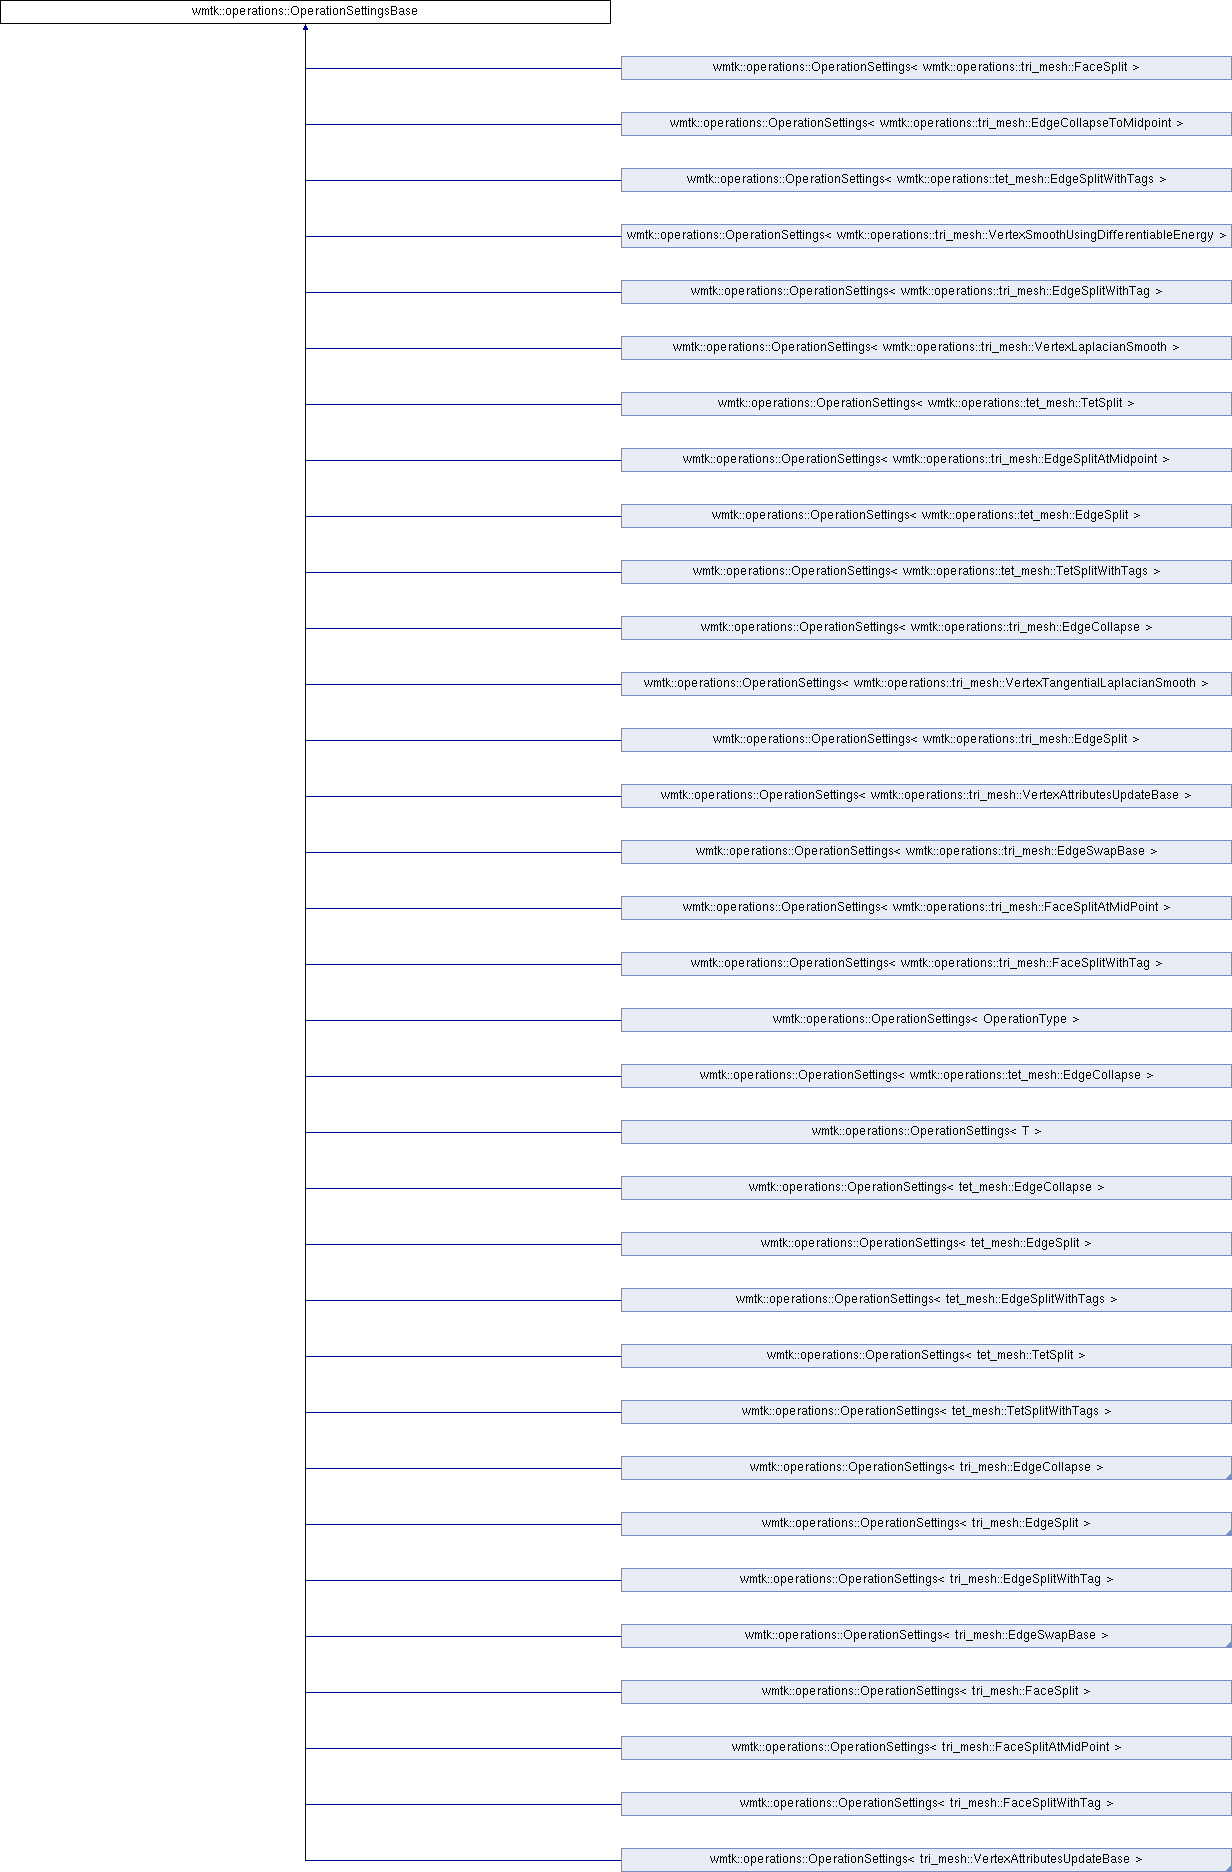 wmtk::operations::OperationSettingsBase
wmtk::operations::OperationSettings< wmtk::operations::tri_mesh::FaceSplit >
wmtk::operations::OperationSettings< wmtk::operations::tri_mesh::EdgeCollapseToMidpoint >
wmtk::operations::OperationSettings< wmtk::operations::tet_mesh::EdgeSplitWithTags >
wmtk::operations::OperationSettings< wmtk::operations::tri_mesh::VertexSmoothUsingDifferentiableEnergy >
wmtk::operations::OperationSettings< wmtk::operations::tri_mesh::EdgeSplitWithTag >
wmtk::operations::OperationSettings< wmtk::operations::tri_mesh::VertexLaplacianSmooth >
wmtk::operations::OperationSettings< wmtk::operations::tet_mesh::TetSplit >
wmtk::operations::OperationSettings< wmtk::operations::tri_mesh::EdgeSplitAtMidpoint >
wmtk::operations::OperationSettings< wmtk::operations::tet_mesh::EdgeSplit >
wmtk::operations::OperationSettings< wmtk::operations::tet_mesh::TetSplitWithTags >
wmtk::operations::OperationSettings< wmtk::operations::tri_mesh::EdgeCollapse >
wmtk::operations::OperationSettings< wmtk::operations::tri_mesh::VertexTangentialLaplacianSmooth >
wmtk::operations::OperationSettings< wmtk::operations::tri_mesh::EdgeSplit >
wmtk::operations::OperationSettings< wmtk::operations::tri_mesh::VertexAttributesUpdateBase >
wmtk::operations::OperationSettings< wmtk::operations::tri_mesh::EdgeSwapBase >
wmtk::operations::OperationSettings< wmtk::operations::tri_mesh::FaceSplitAtMidPoint >
wmtk::operations::OperationSettings< wmtk::operations::tri_mesh::FaceSplitWithTag >
wmtk::operations::OperationSettings< OperationType >
wmtk::operations::OperationSettings< wmtk::operations::tet_mesh::EdgeCollapse >
wmtk::operations::OperationSettings< T >
wmtk::operations::OperationSettings< tet_mesh::EdgeCollapse >
wmtk::operations::OperationSettings< tet_mesh::EdgeSplit >
wmtk::operations::OperationSettings< tet_mesh::EdgeSplitWithTags >
wmtk::operations::OperationSettings< tet_mesh::TetSplit >
wmtk::operations::OperationSettings< tet_mesh::TetSplitWithTags >
wmtk::operations::OperationSettings< tri_mesh::EdgeCollapse >
wmtk::operations::OperationSettings< tri_mesh::EdgeSplit >
wmtk::operations::OperationSettings< tri_mesh::EdgeSplitWithTag >
wmtk::operations::OperationSettings< tri_mesh::EdgeSwapBase >
wmtk::operations::OperationSettings< tri_mesh::FaceSplit >
wmtk::operations::OperationSettings< tri_mesh::FaceSplitAtMidPoint >
wmtk::operations::OperationSettings< tri_mesh::FaceSplitWithTag >
wmtk::operations::OperationSettings< tri_mesh::VertexAttributesUpdateBase >